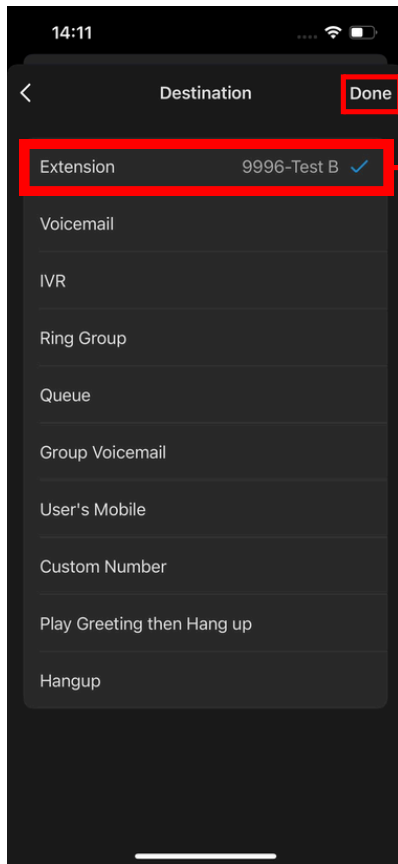 14:11
Destination Done
Extension 9996-Test B
Voicemail
IVR
Ring Group
Queue
Group Voicemail
User's Mobile
Custom Number
Play Greeting then Hang up
Hangup